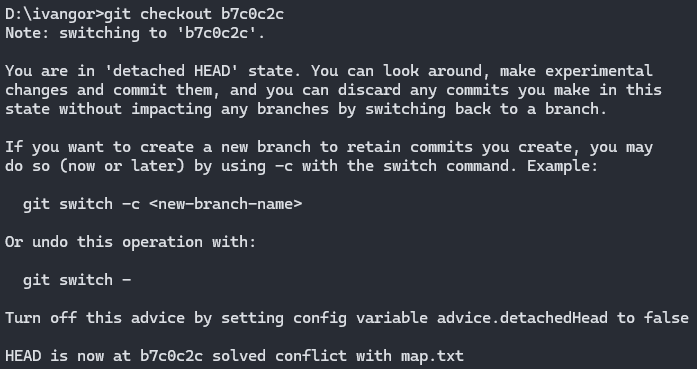 D:\ivangor>git checkout b7c0c2c
Note: switching to 'b7c0c2c'.
You are in 'detached HEAD' state. You can look around, make experimental
changes and commit them, and you can discard any commits you make in this
state without impacting any branches by switching back to a branch.
If you want to create a new branch to retain commits you create, you may
do so (now or later) by using -c with the switch command. Example:
git switch -c <new-branch-name>
Or undo this operation with:
git switch -
Turn off this advice by setting config variable advice.detachedHead to false
HEAD is now at b7c0c2c solved conflict with map.txt